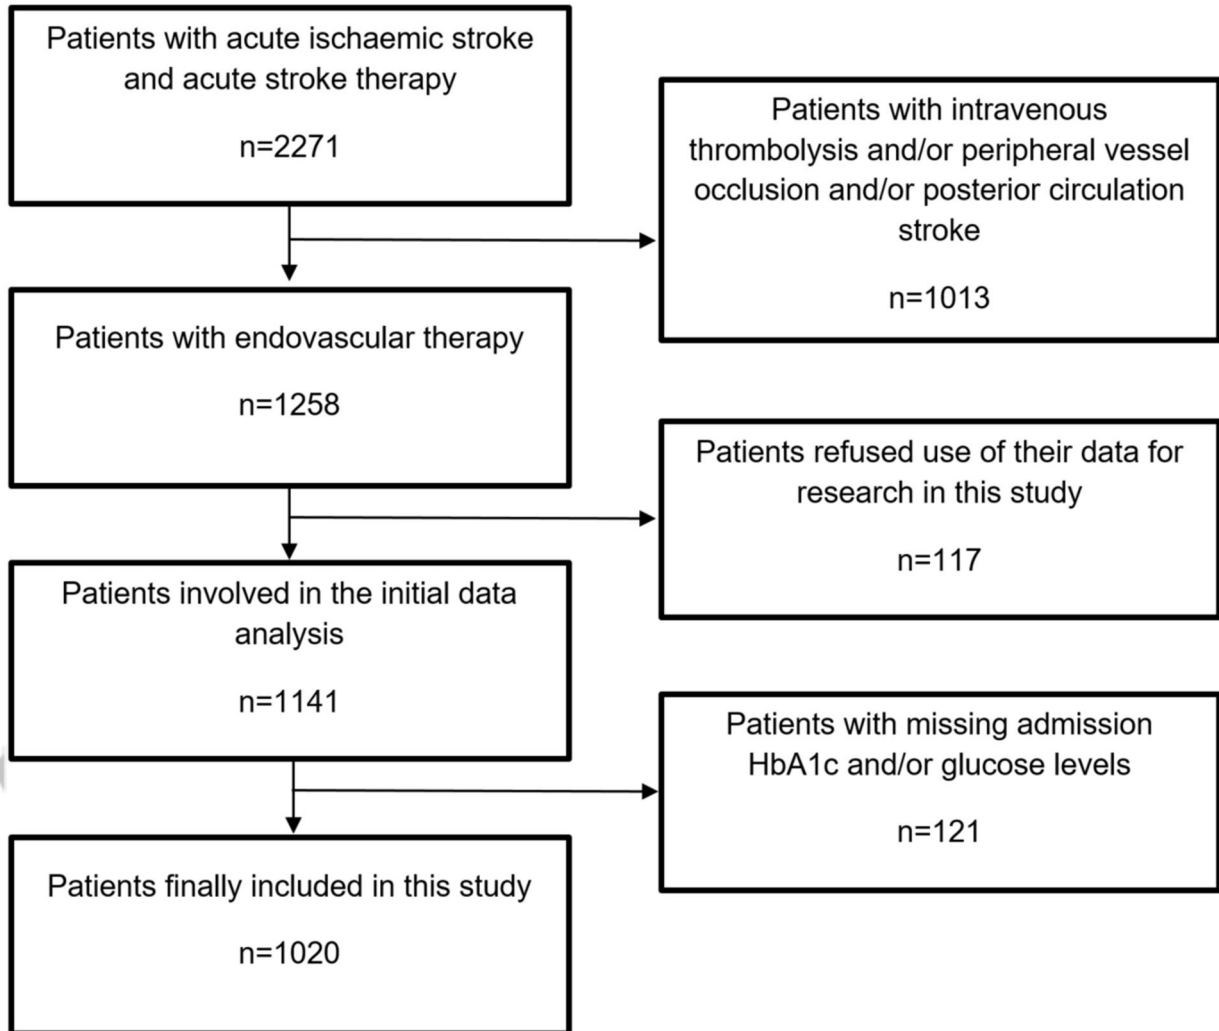 Patients with acute ischaemic stroke
and acute stroke therapy
n=2271
Patients with intravenous
thrombolysis and/or peripheral vessel
occlusion and/or posterior circulation
stroke
n=1013
Patients with endovascular therapy
n=1258
Patients refused use of their data for
research in this study
n=117
Patients involved in the initial data
analysis
n=1141
Patients with missing admission
HbA1c and/or glucose levels
n=121
Patients finally included in this study
n=1020